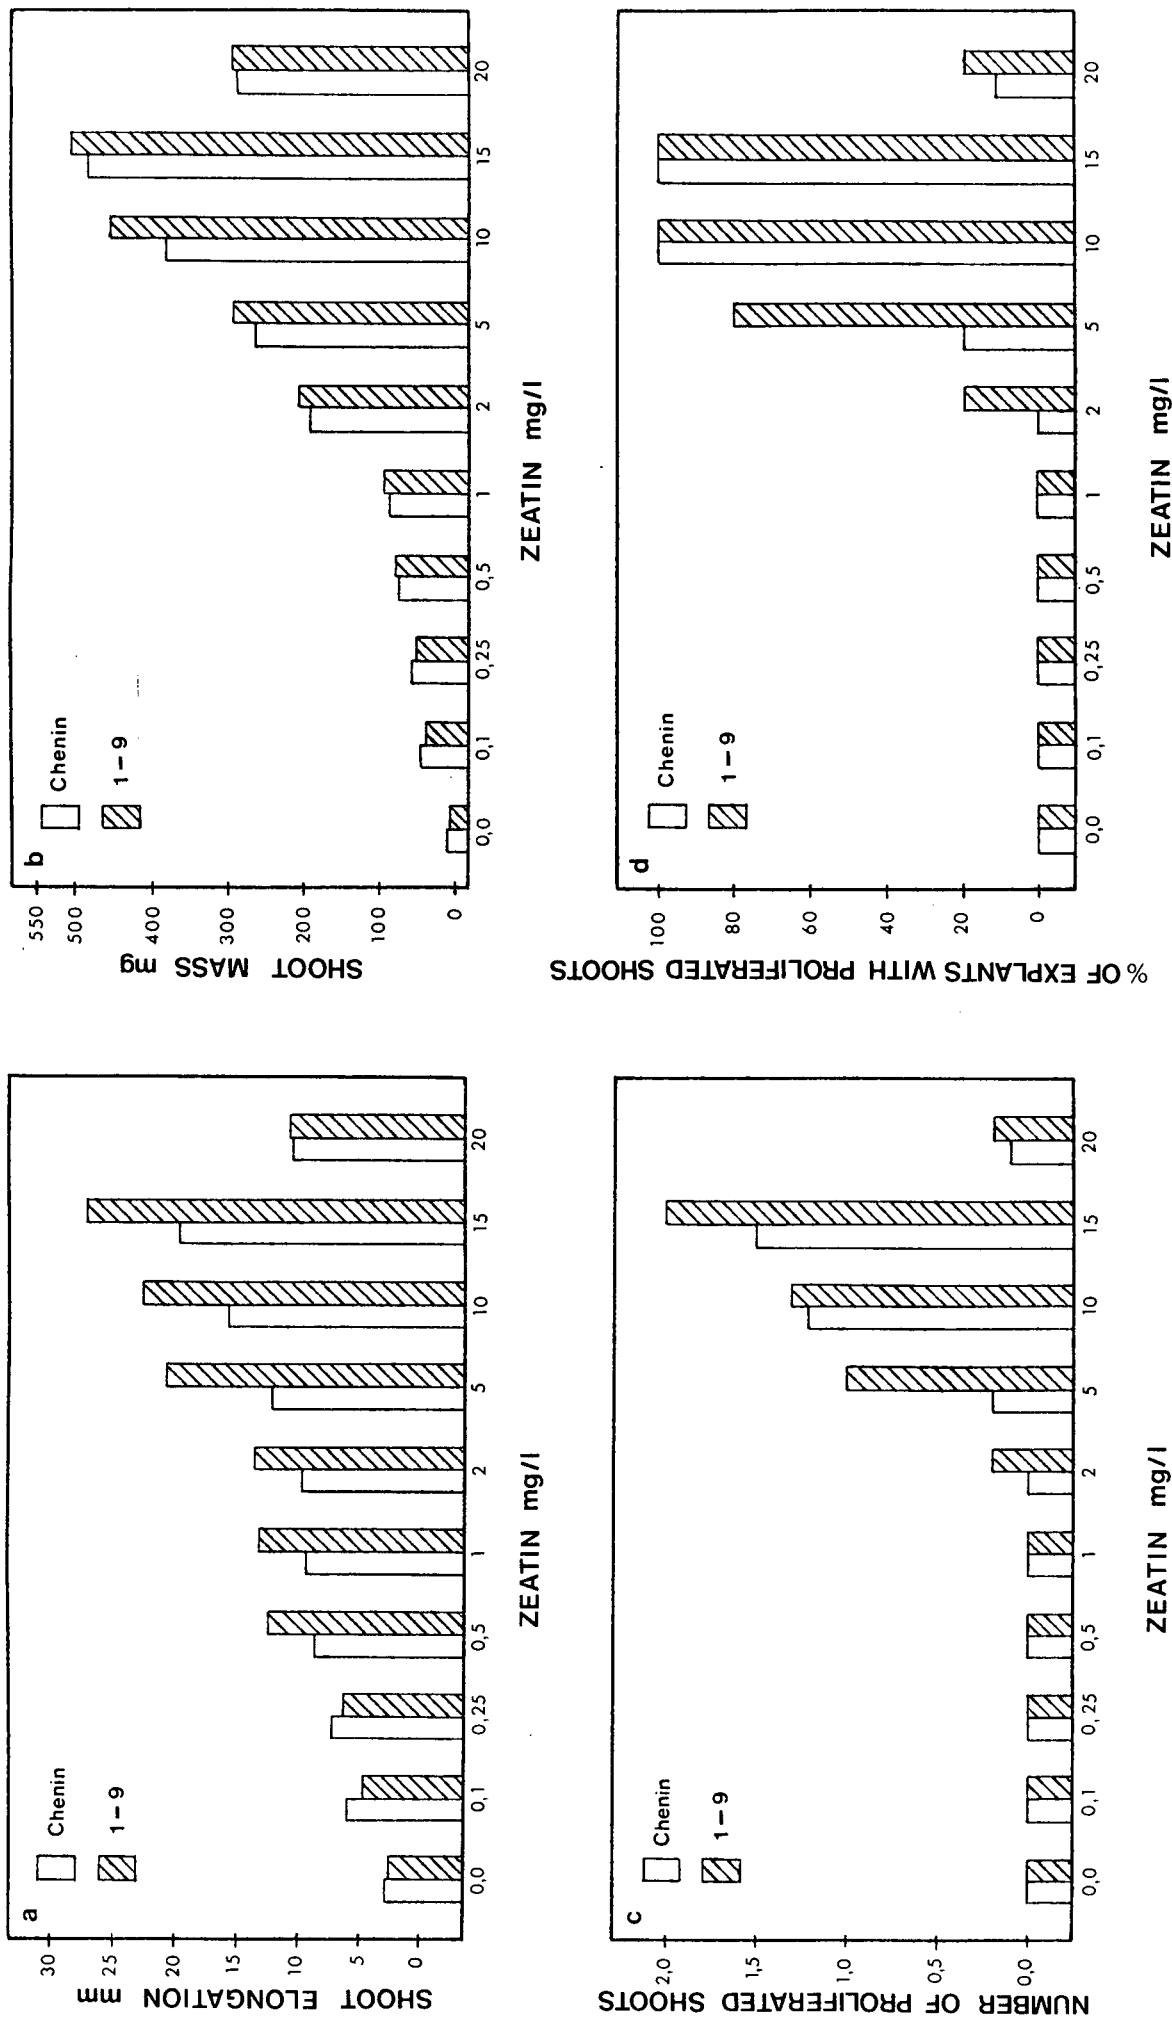 a
Chenin
1-9
30
25
20
15
10
5
0
SHOOT ELONGATION mm
0,0 0,1 0,25 0,5 1 2 5 10 15 20
ZEATIN mg/l
b
Chenin
1-9
550
500
400
300
200
100
0
SHOOT MASS mg
0,0 0,1 0,25 0,5 1 2 5 10 15 20
ZEATIN mg/l
c
Chenin
1-9
2,0
1,5
1,0
0,5
0,0
NUMBER OF PROLIFERATED SHOOTS
0,0 0,1 0,25 0,5 1 2 5 10 15 20
ZEATIN mg/l
d
Chenin
1-9
100
80
60
40
20
0
% OF EXPLANTS WITH PROLIFERATED SHOOTS
0,0 0,1 0,25 0,5 1 2 5 10 15 20
ZEATIN mg/l